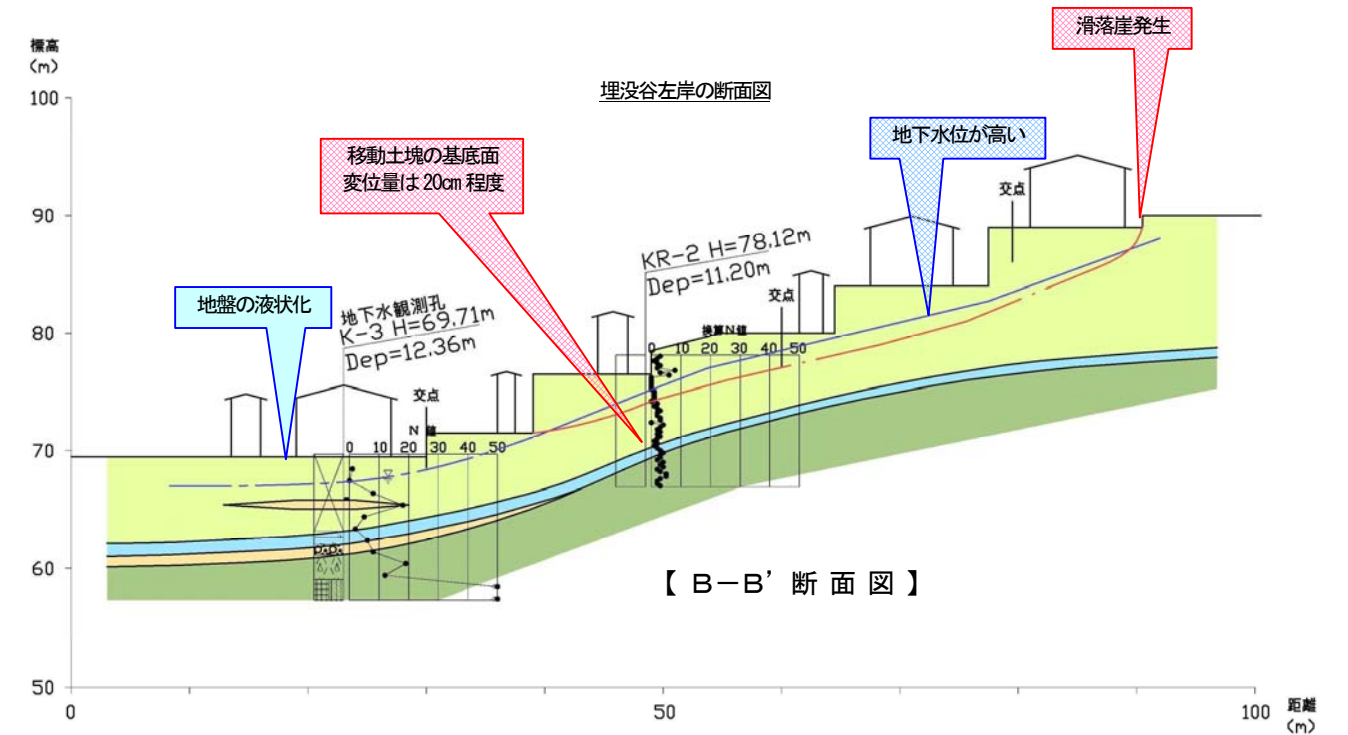 標高
(m)
滑落崖発生
埋没谷左岸の断面図
100
地下水位が高い
移動土塊の基底面
変位量は20cm程度
交点
90
KR-2 H=78.12m
Dep=11.20m
地盤の液状化
交点
地下水観測孔
K-3 H=69.71m
Dep=12.36m
80
換算N値
0 10 20 30 40 50
交点
N 値
70
0 10 20 30 40 50
60
【 B-B’ 断 面 図 】
50
0
50
100
距離
(m)